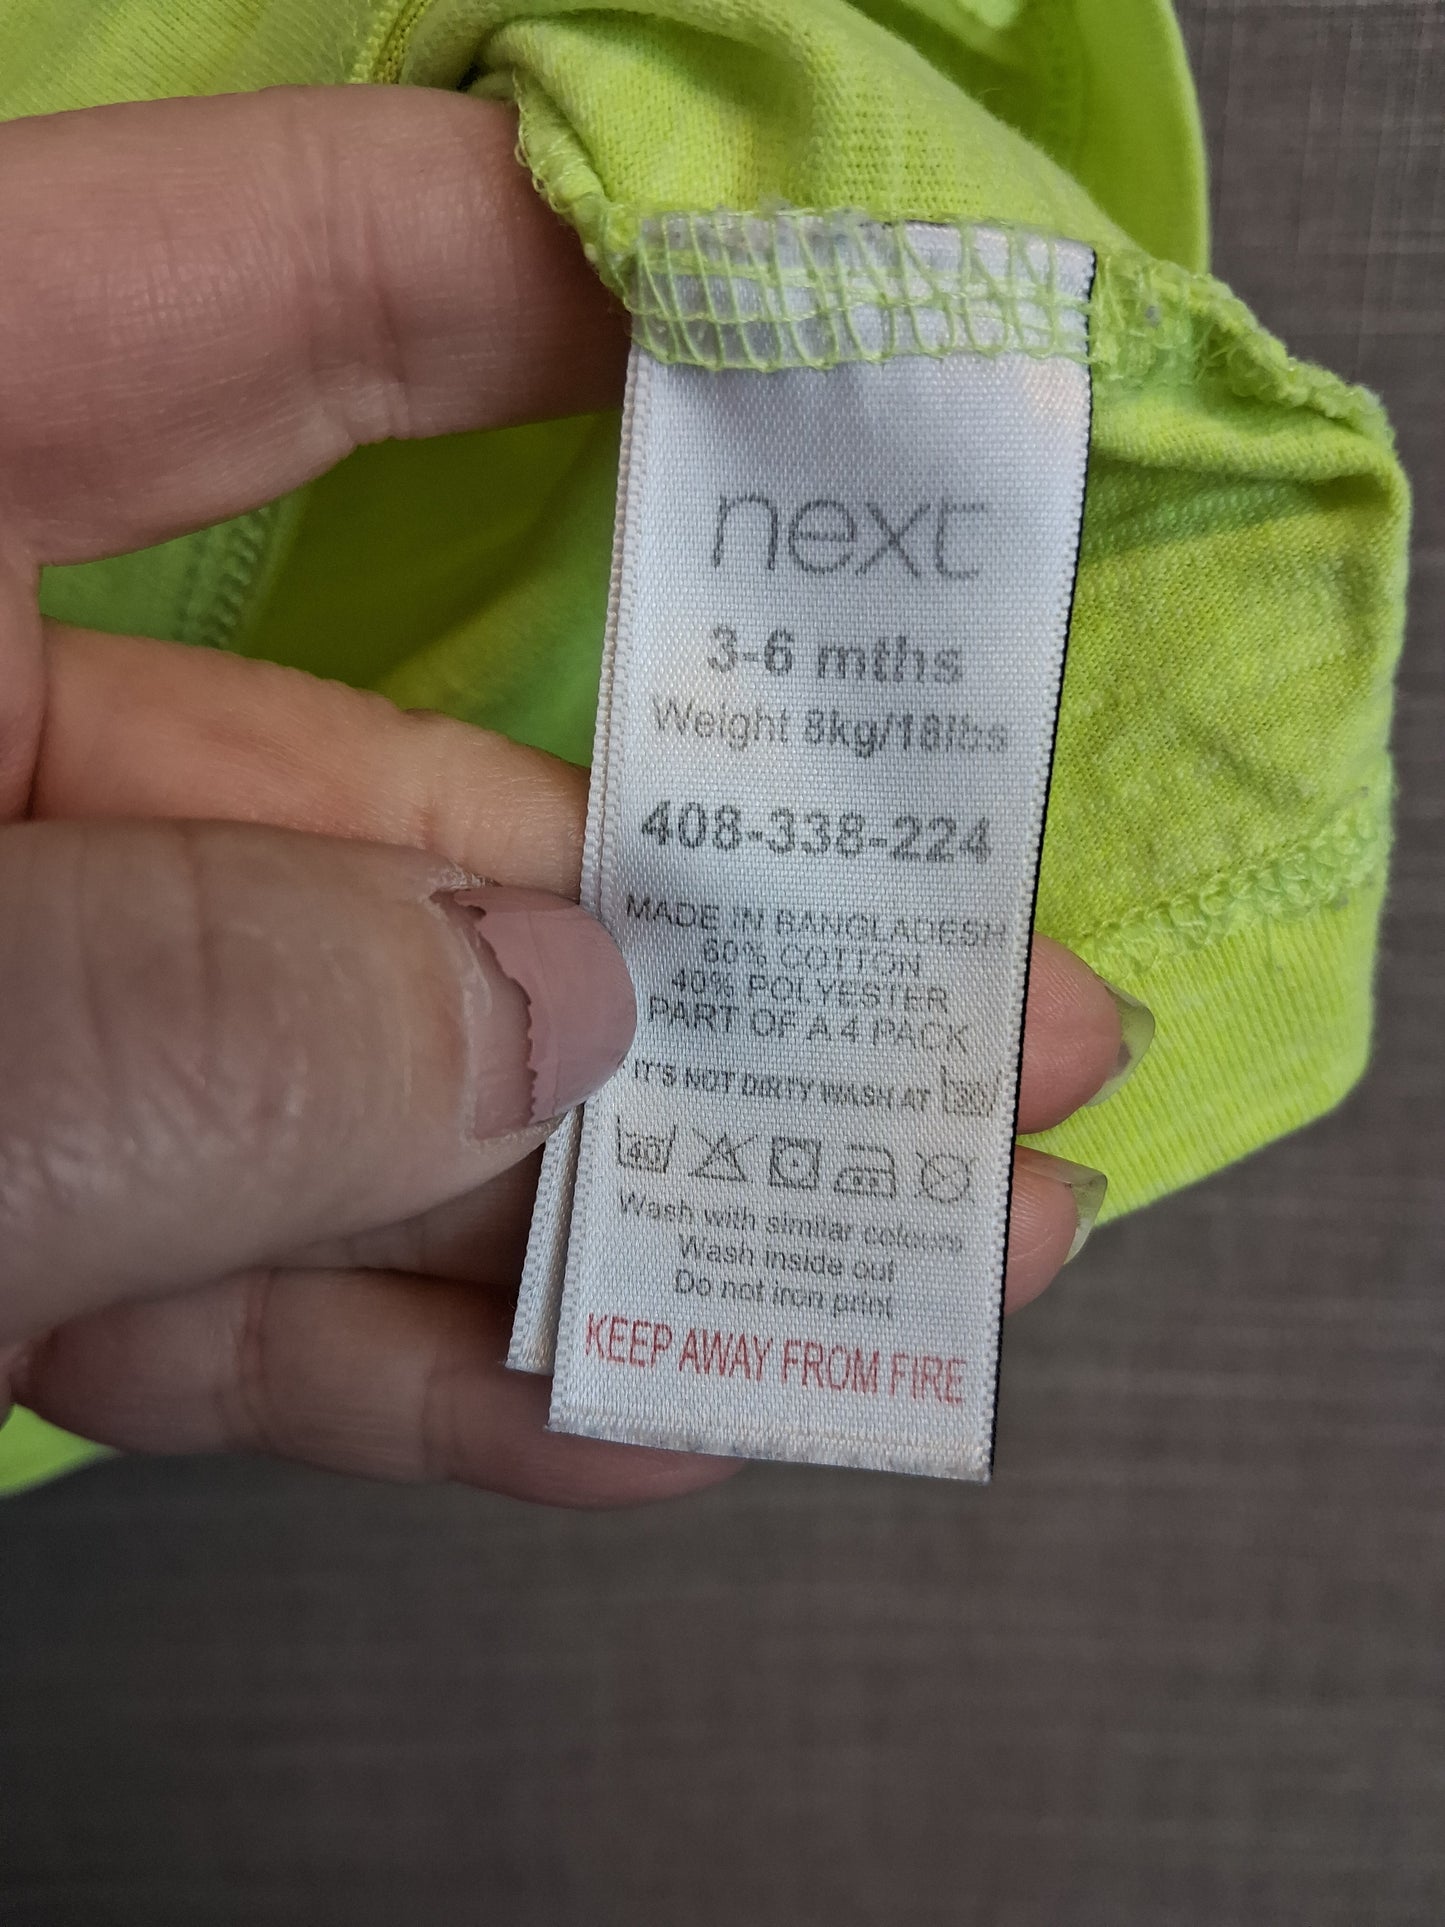 next
3-6 mths
Weight 8kg/18lbs
408-338-224
MADE IN BANGLADESH
60% COTTON
40% POLYESTER
PART OF A 4 PACK
IT'S NOT DIRTY WASH AT 30
40
Wash with similar colours
Wash inside out
Do not iron print
KEEP AWAY FROM FIRE